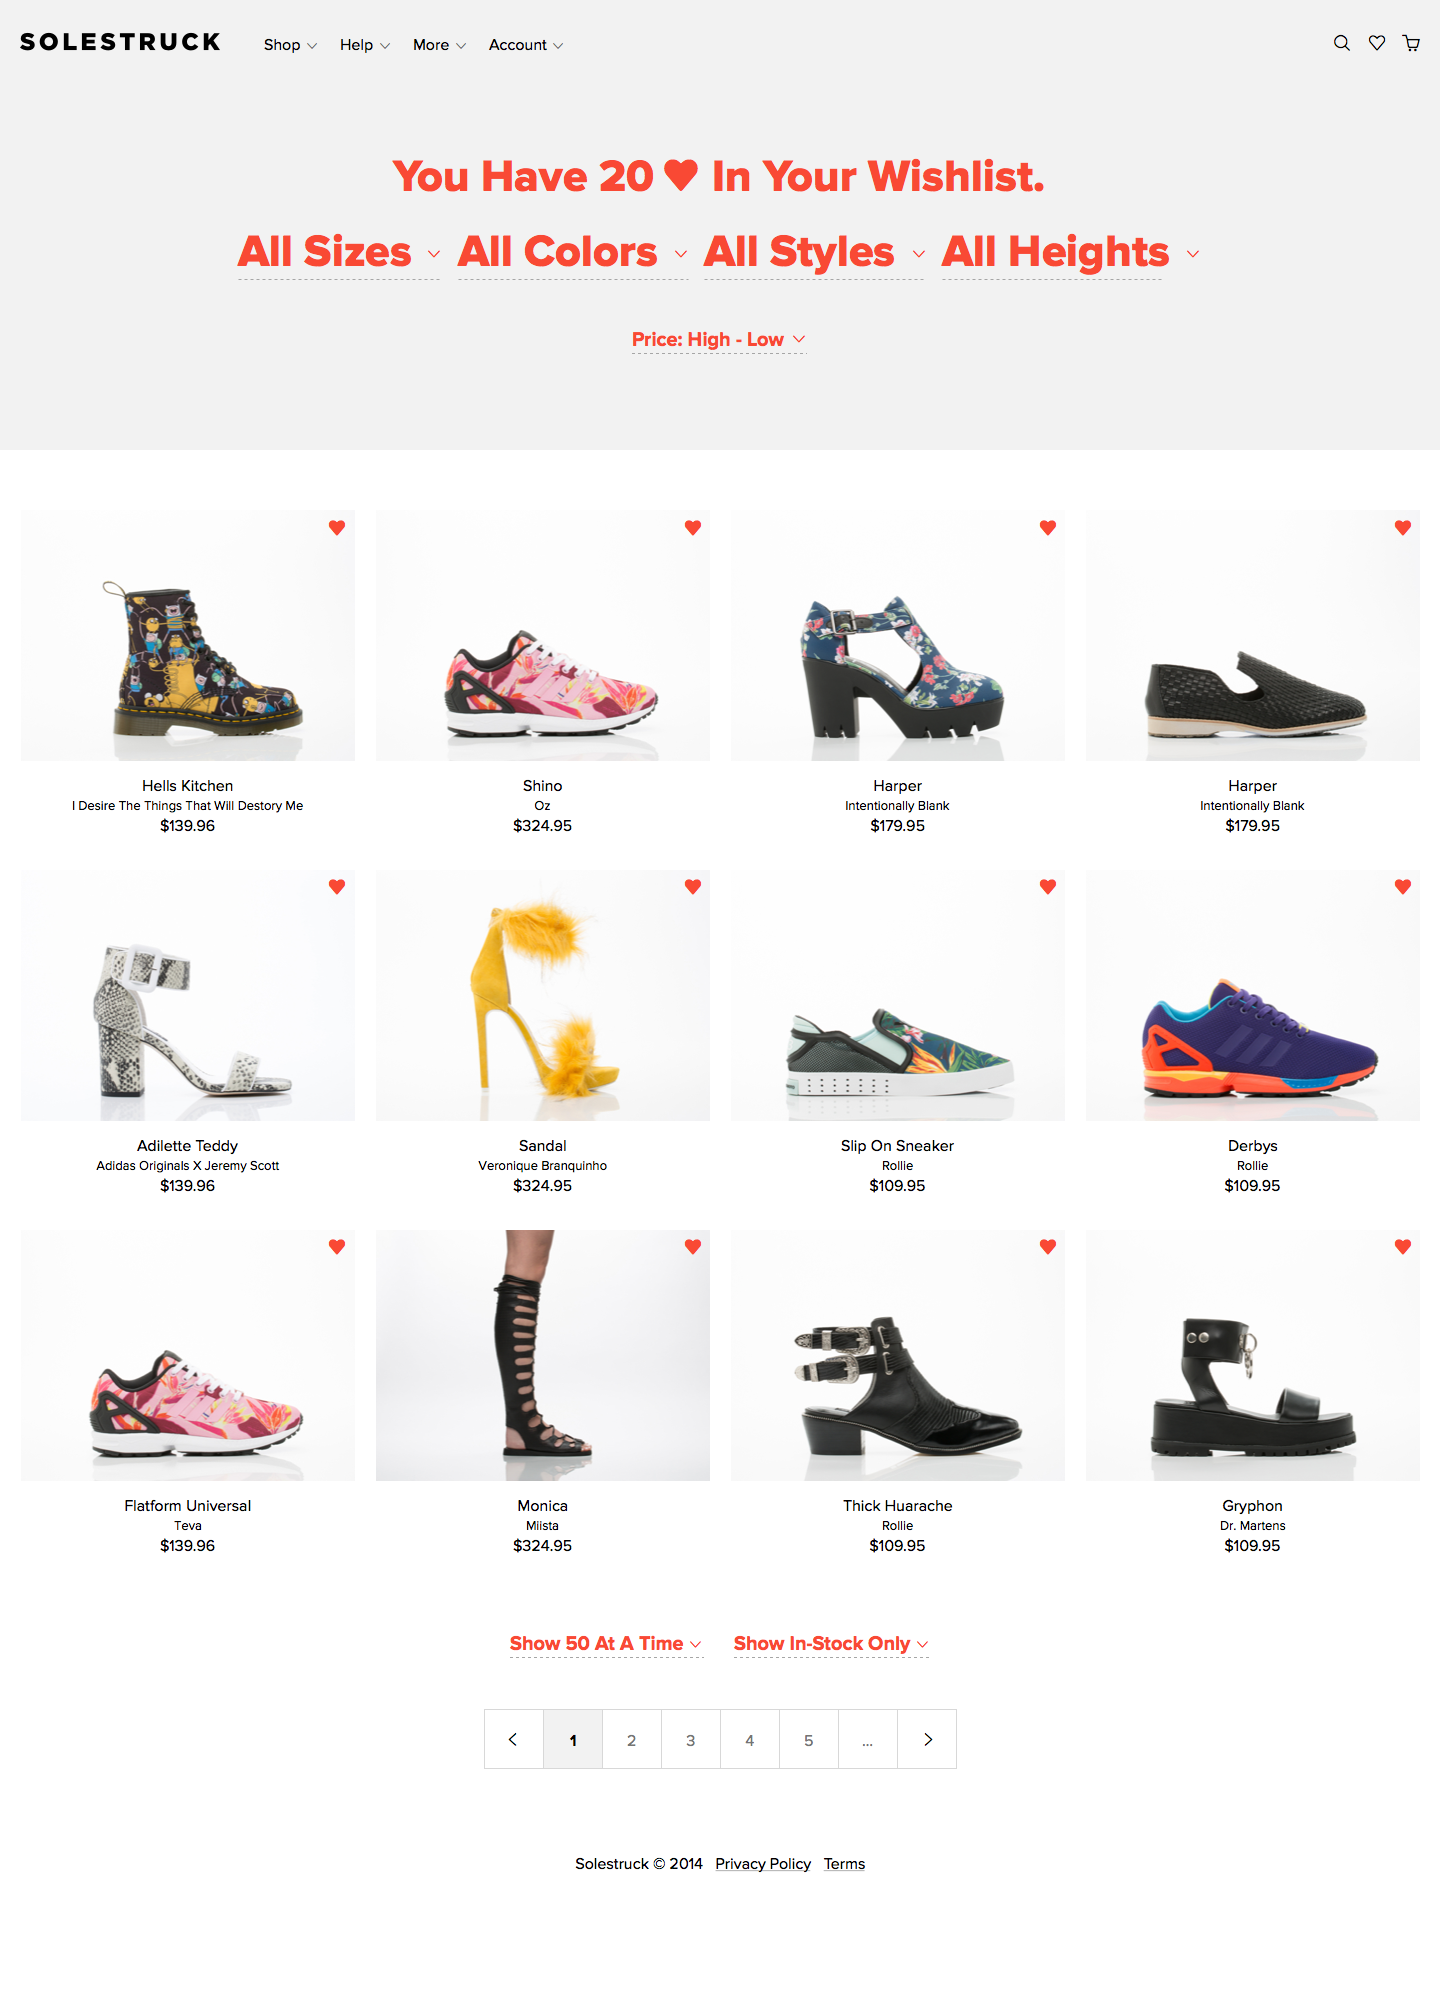 SOLESTRUCK Shop Help More Account
You Have 20 ♥ In Your Wishlist.
All Sizes All Colors All Styles All Heights
Price: High - Low
Hells Kitchen
I Desire The Things That Will Destory Me
$139.96
Shino
Oz
$324.95
Harper
Intentionally Blank
$179.95
Harper
Intentionally Blank
$179.95
Adilette Teddy
Adidas Originals X Jeremy Scott
$139.96
Sandal
Veronique Branquinho
$324.95
Slip On Sneaker
Rollie
$109.95
Derbys
Rollie
$109.95
Flatform Universal
Teva
$139.96
Monica
Miista
$324.95
Thick Huarache
Rollie
$109.95
Gryphon
Dr. Martens
$109.95
Show 50 At A Time Show In-Stock Only
1 2 3 4 5 ...
Solestruck © 2014 Privacy Policy Terms